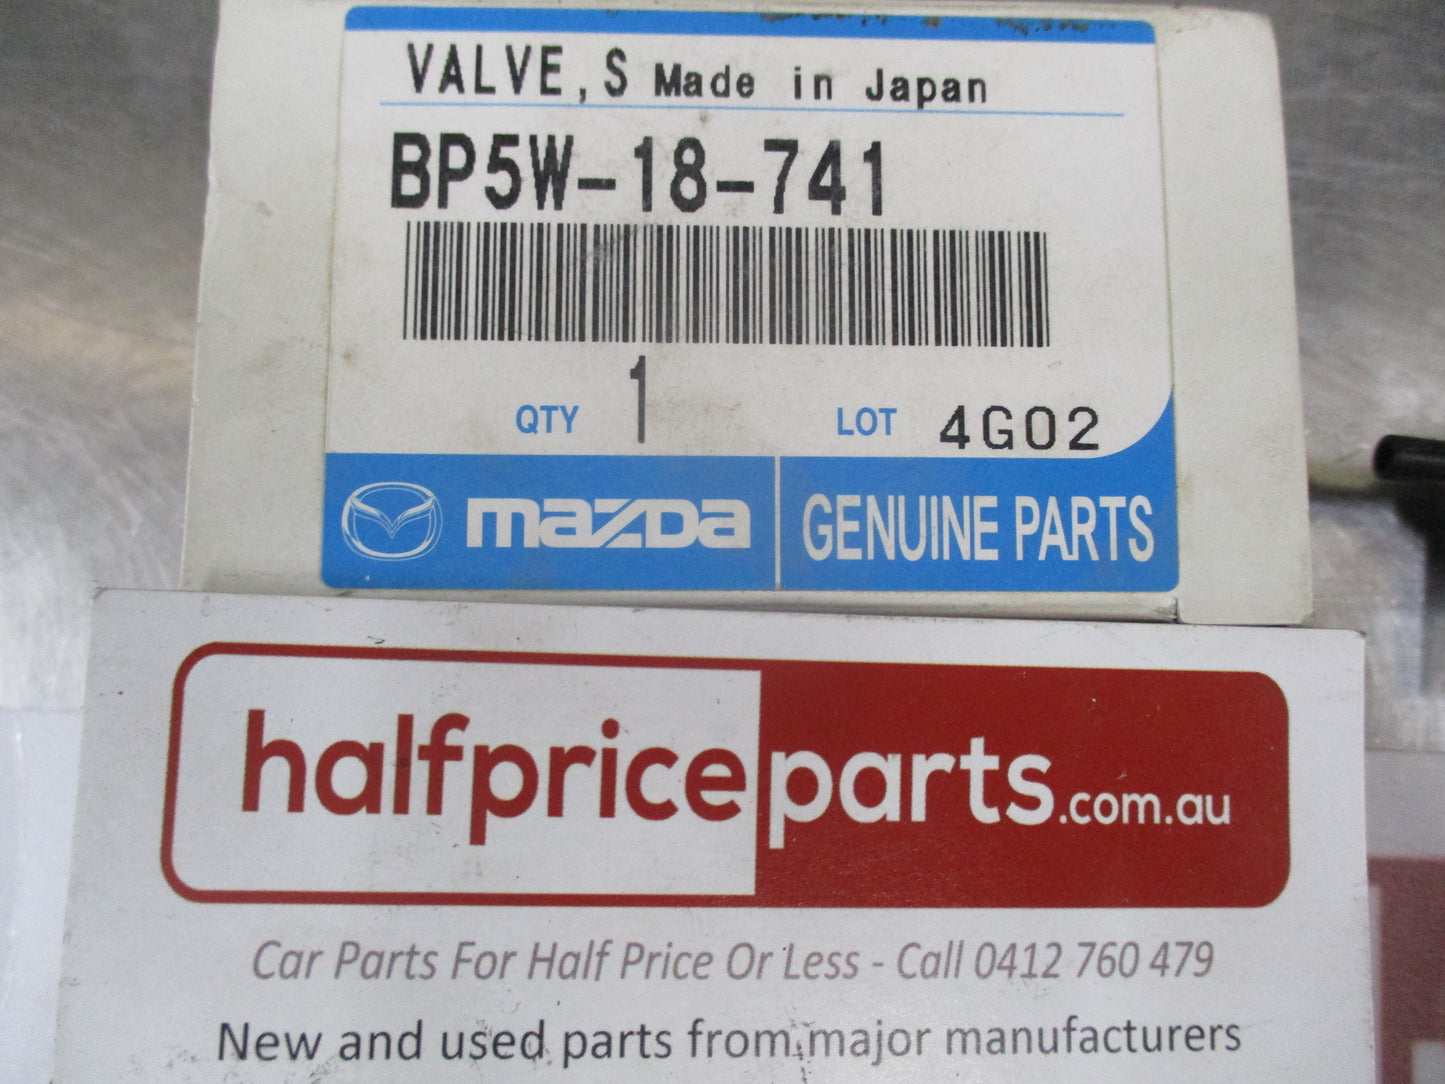 VALVE, S Made in Japan
BP5W-18-741
QTY 1 LOT 4G02
mazda GENUINE PARTS
halfpriceparts.com.au
Car Parts For Half Price Or Less - Call 0412 760 479
New and used parts from major manufacturers